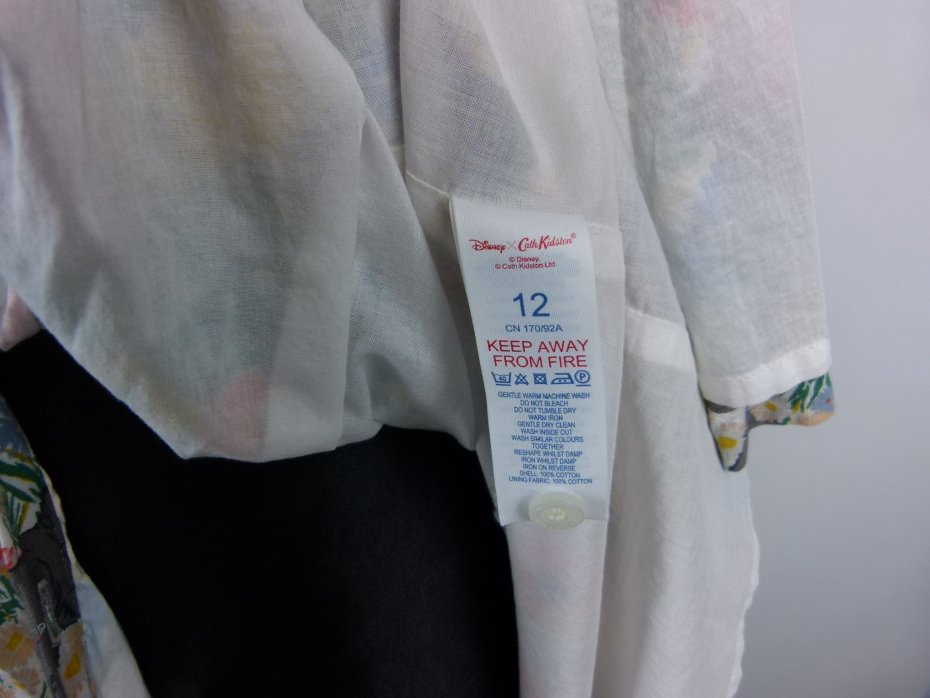 Disney × Cath Kidston®
© Disney.
© Cath Kidston Ltd.
12
CN 170/92A
KEEP AWAY
FROM FIRE
40 P
GENTLE WARM MACHINE WASH
DO NOT BLEACH
DO NOT TUMBLE DRY
WARM IRON
GENTLE DRY CLEAN
WASH INSIDE OUT
WASH SIMILAR COLOURS
TOGETHER
RESHAPE WHILST DAMP
IRON WHILST DAMP
IRON ON REVERSE
SHELL: 100% COTTON
LINING FABRIC: 100% COTTON